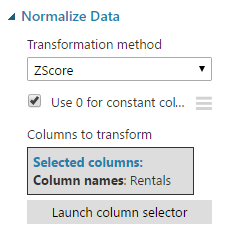 Normalize Data
Transformation method
ZScore
Use 0 for constant col...
Columns to transform
Selected columns:
Column names: Rentals
Launch column selector